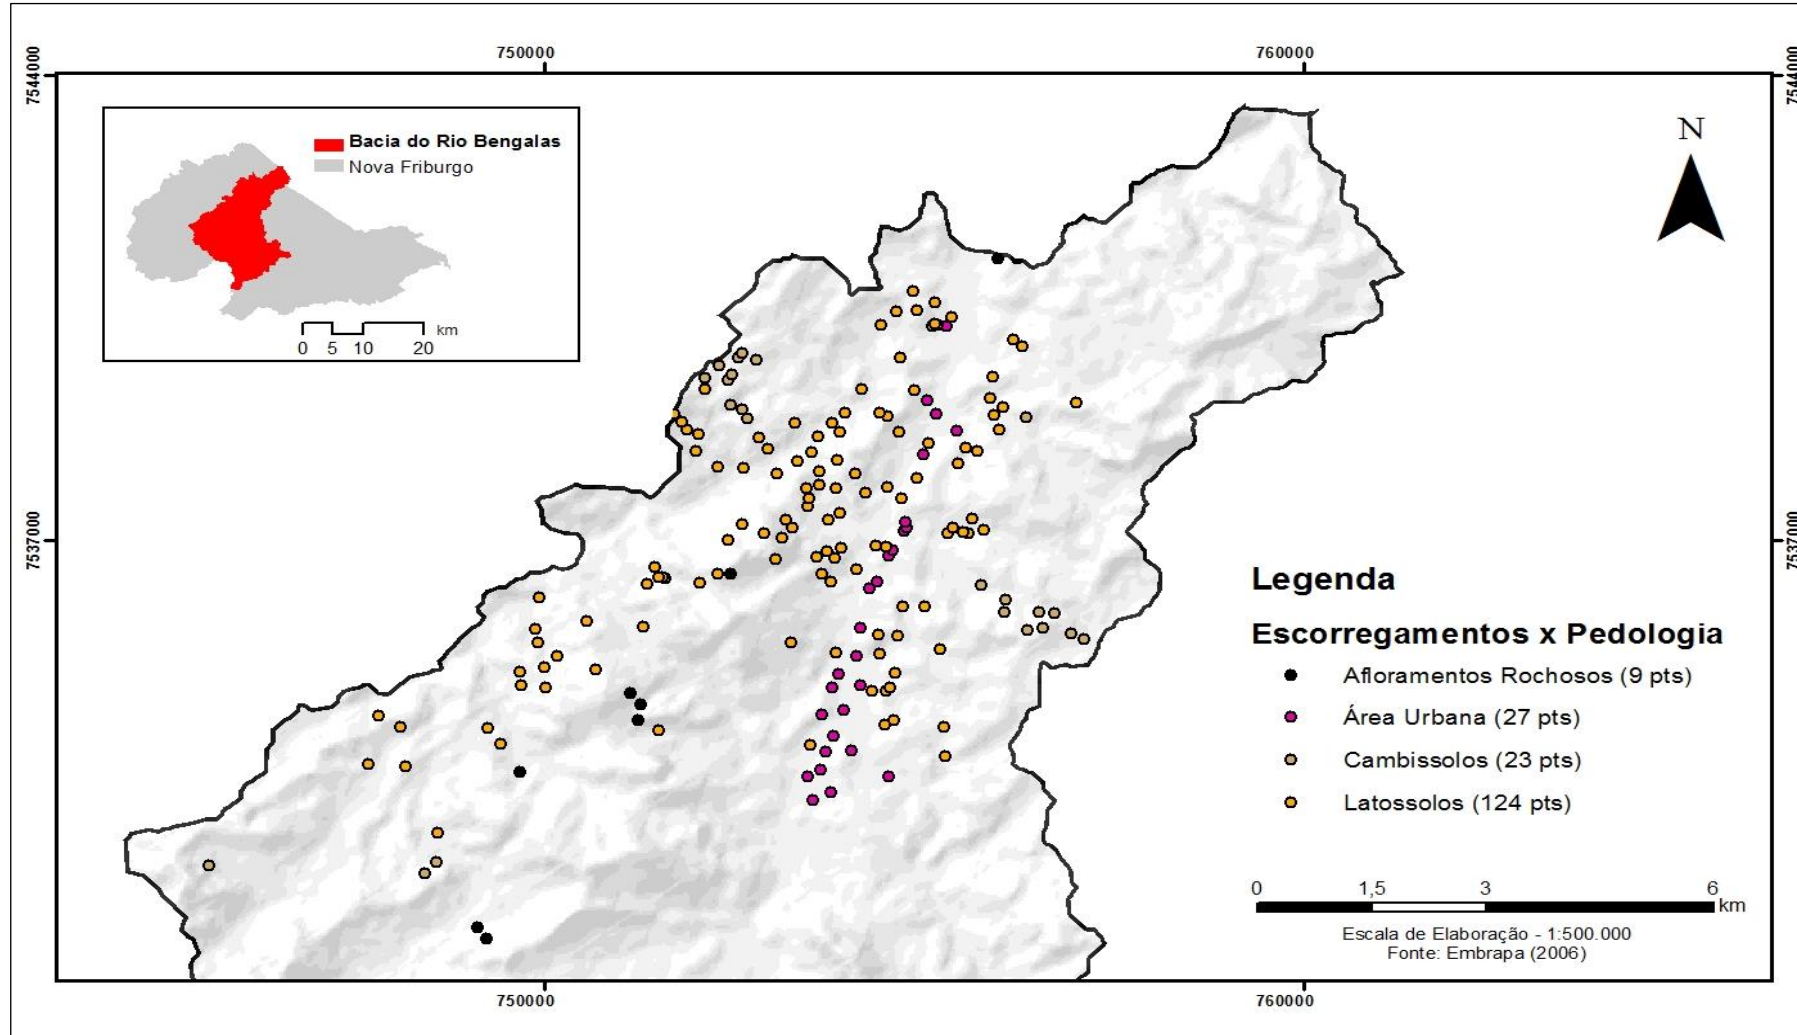 750000
760000
7544000
7544000
Bacia do Rio Bengalas
Nova Friburgo
km
0 5 10 20
N
7537000
7537000
Legenda
Escorregamentos x Pedologia
Afloramentos Rochosos (9 pts)
Área Urbana (27 pts)
Cambissolos (23 pts)
Latossolos (124 pts)
0 1,5 3 6
km
Escala de Elaboração - 1:500.000
Fonte: Embrapa (2006)
750000
760000